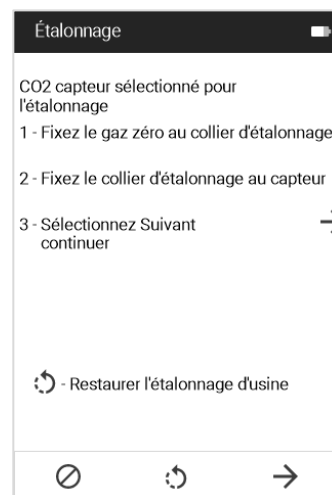 Étalonnage
CO2 capteur sélectionné pour
l'étalonnage
1 - Fixez le gaz zéro au collier d'étalonnage
2 - Fixez le collier d'étalonnage au capteur
3 - Sélectionnez Suivant
continuer
- Restaurer l'étalonnage d'usine